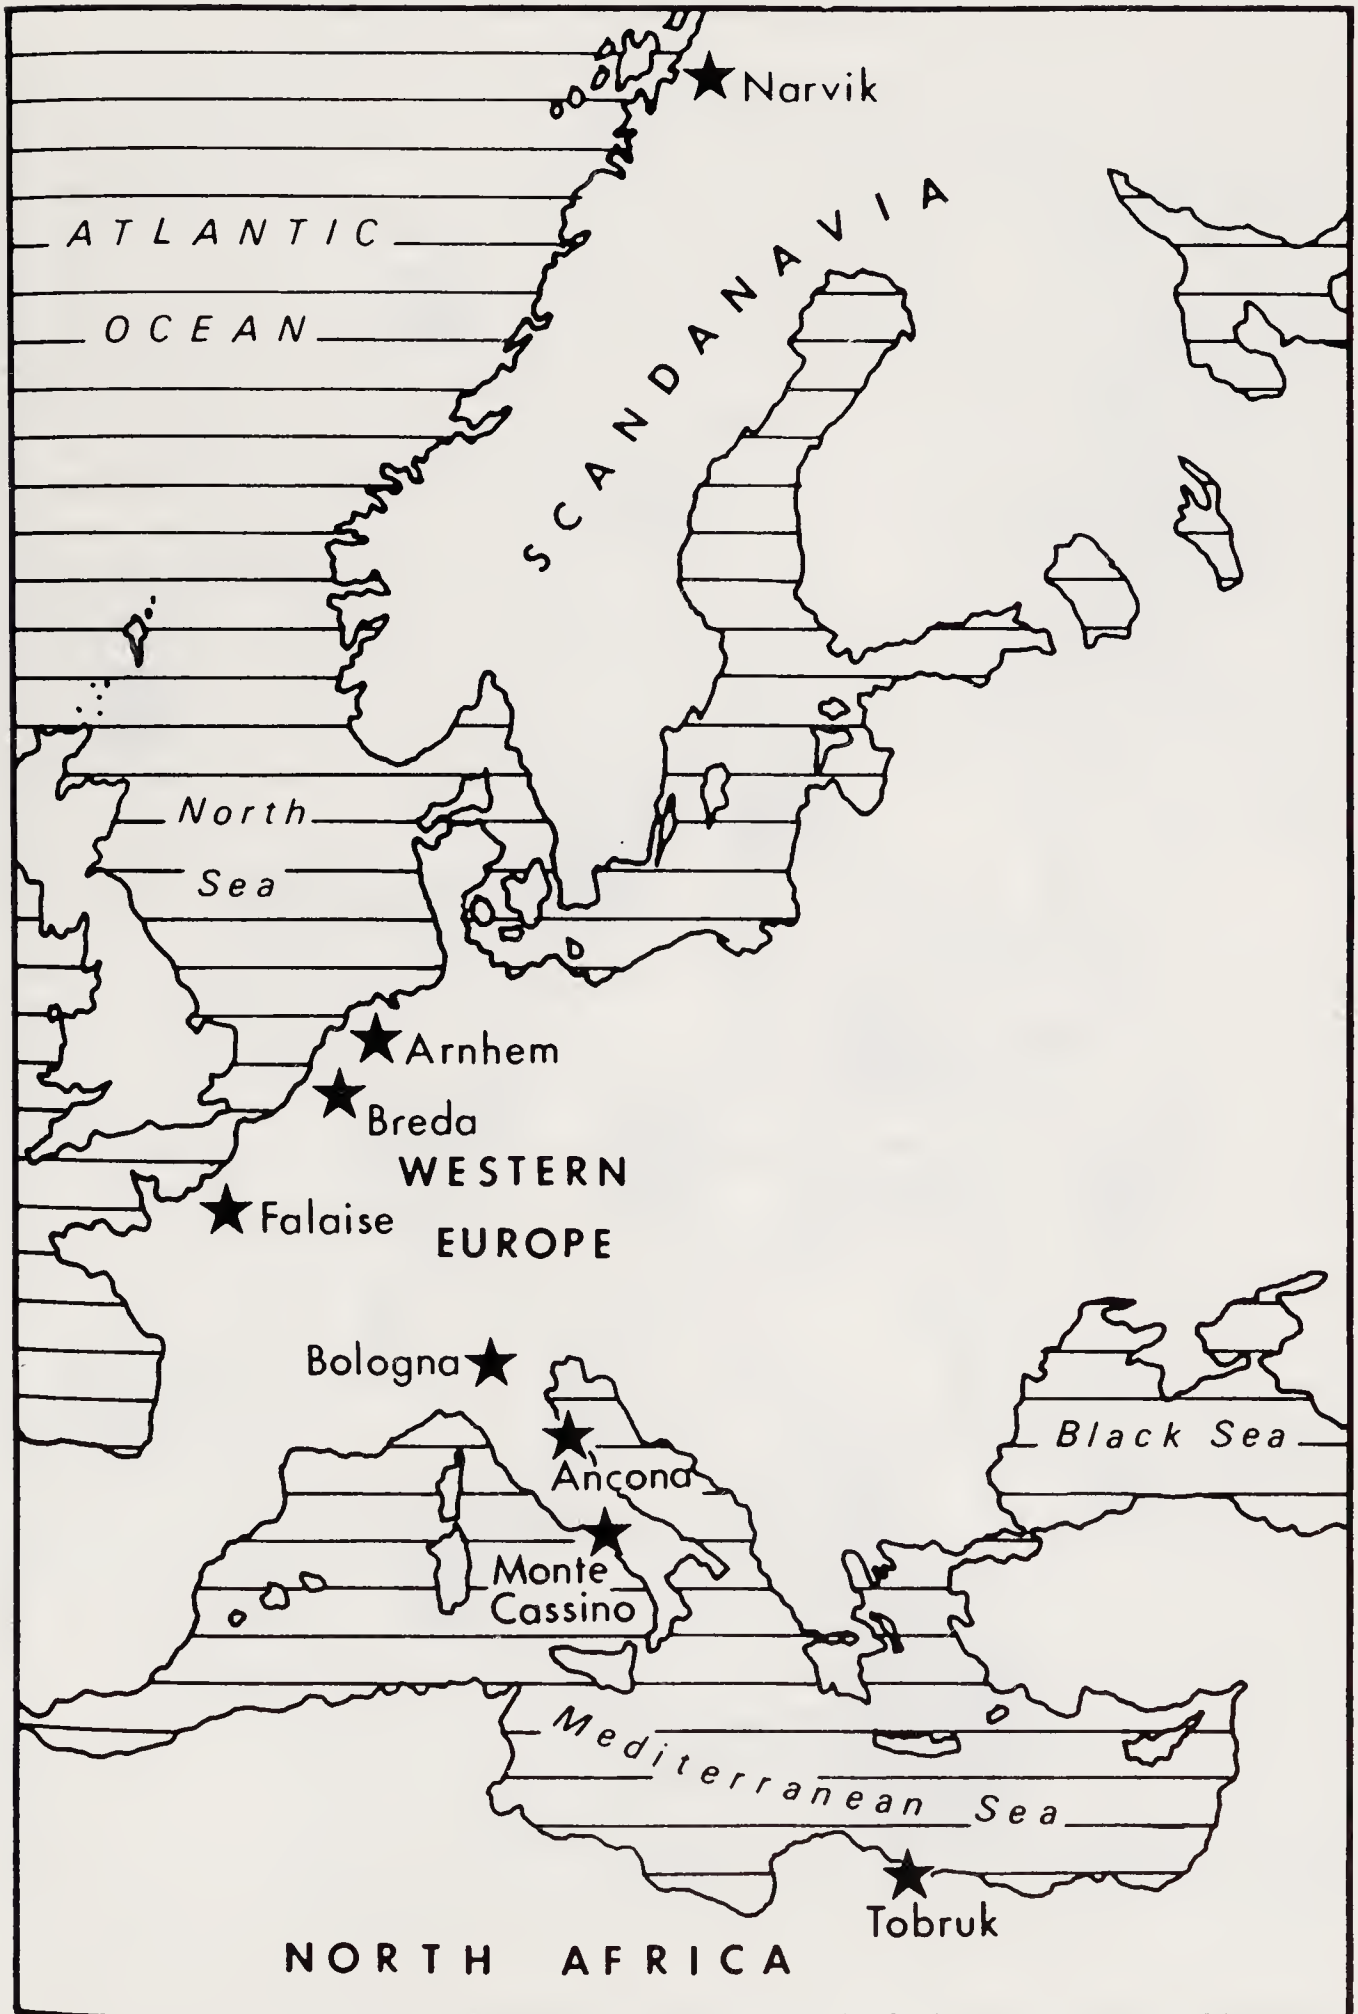 Narvik
ATLANTIC
OCEAN
SCANDANAVIA
North
Sea
Arnhem
Breda
WESTERN
EUROPE
Falaise
Bologna
Ancona
Black Sea
Monte
Cassino
Mediterranean Sea
Tobruk
NORTH AFRICA